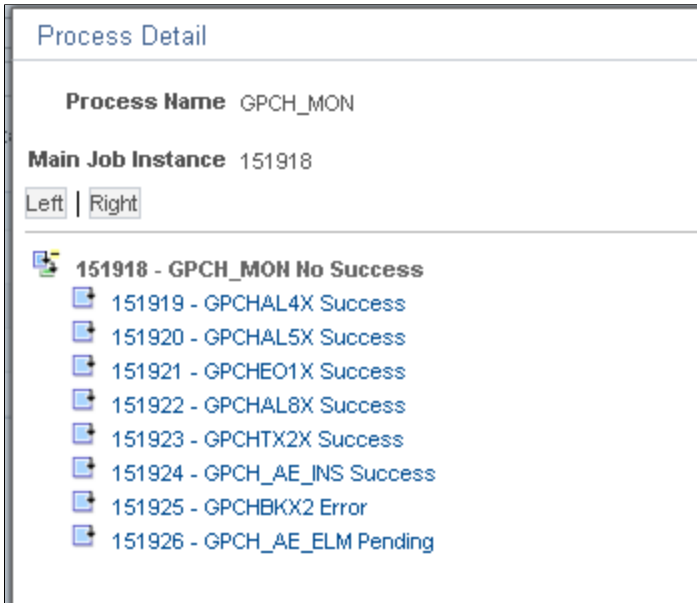 Process Detail
Process Name GPCH_MON
Main Job Instance 151918
Left | Right
151918 - GPCH_MON No Success
151919 - GPCHAL4X Success
151920 - GPCHAL5X Success
151921 - GPCHEO1X Success
151922 - GPCHAL8X Success
151923 - GPCHTX2X Success
151924 - GPCH_AE_INS Success
151925 - GPCHBKX2 Error
151926 - GPCH_AE_ELM Pending